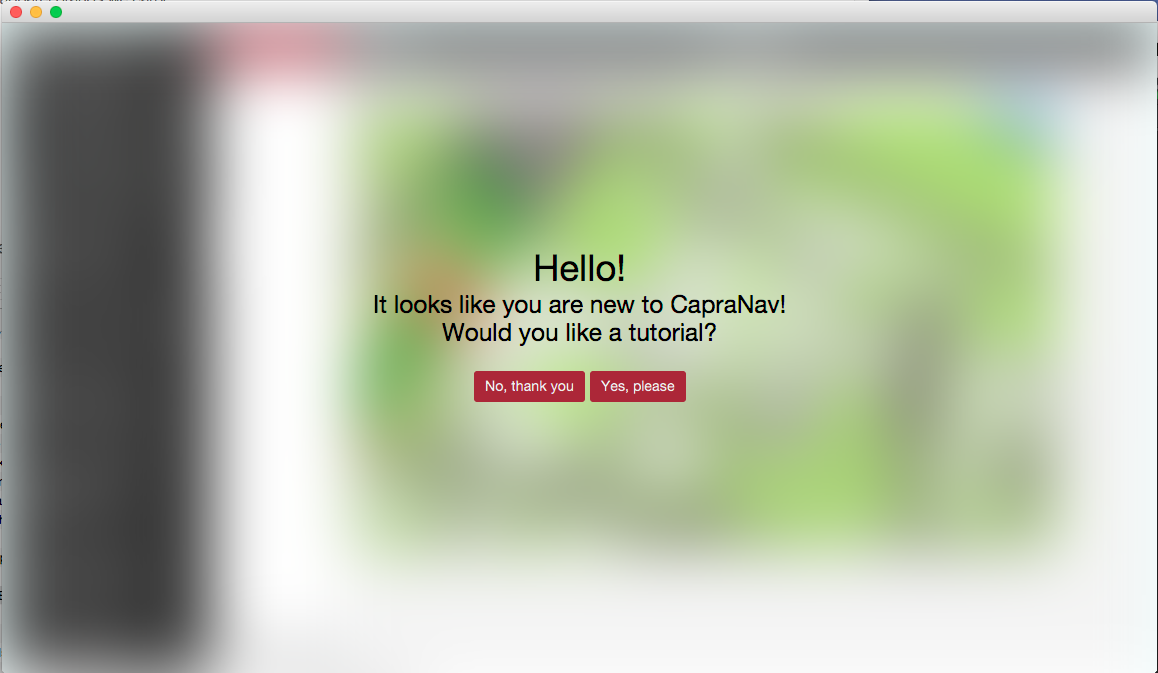 Hello!
It looks like you are new to CapraNav!
Would you like a tutorial?
No, thank you
Yes, please